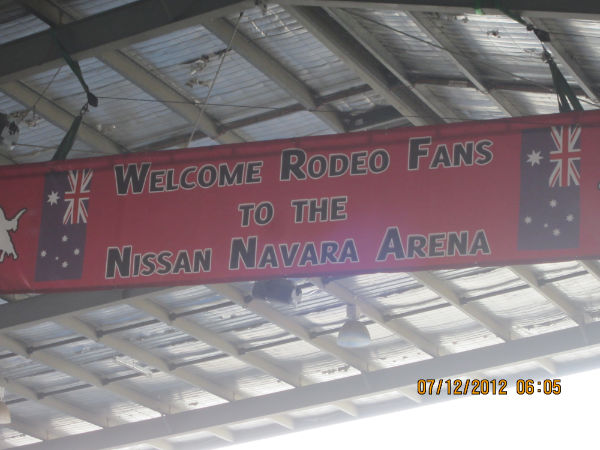 Welcome Rodeo Fans
to the
Nissan Navara Arena
07/12/2012 06:05